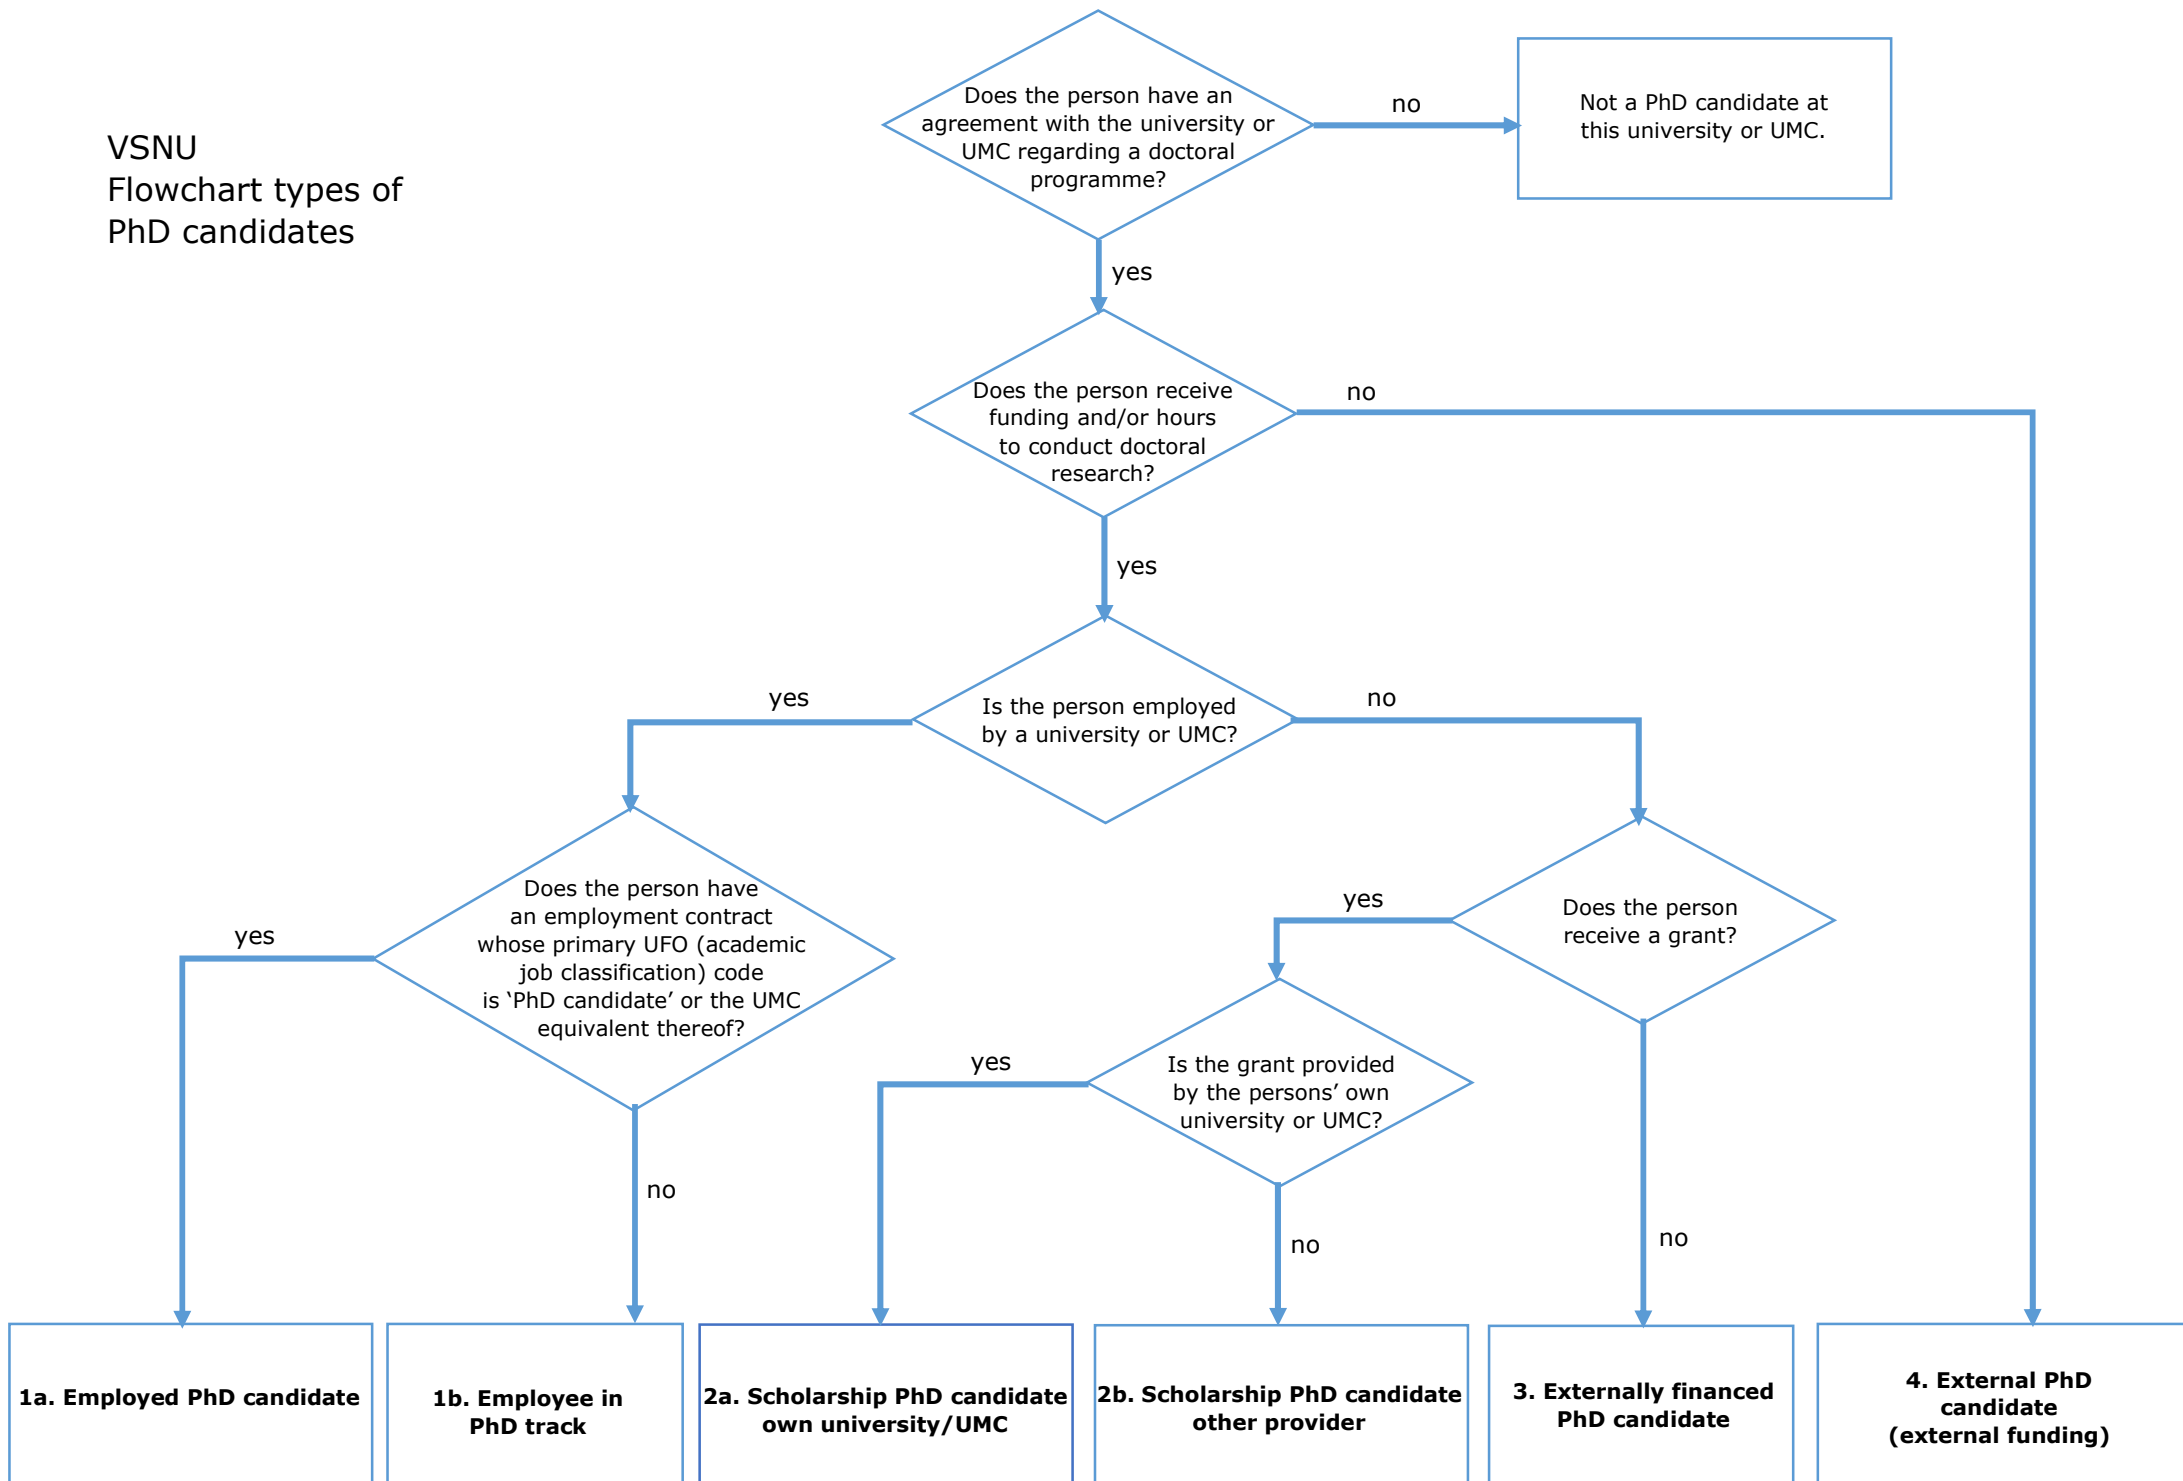 VSNU
Flowchart types of
PhD candidates
Does the person have an
agreement with the university or
UMC regarding a doctoral
programme?
no
Not a PhD candidate at
this university or UMC.
yes
Does the person receive
funding and/or hours
to conduct doctoral
research?
no
yes
Is the person employed
by a university or UMC?
yes
no
Does the person have
an employment contract
whose primary UFO (academic
job classification) code
is ‘PhD candidate’ or the UMC
equivalent thereof?
yes
no
Does the person
receive a grant?
yes
no
Is the grant provided
by the persons’ own
university or UMC?
yes
no
1a. Employed PhD candidate
1b. Employee in
PhD track
2a. Scholarship PhD candidate
own university/UMC
2b. Scholarship PhD candidate
other provider
3. Externally financed
PhD candidate
4. External PhD
candidate
(external funding)